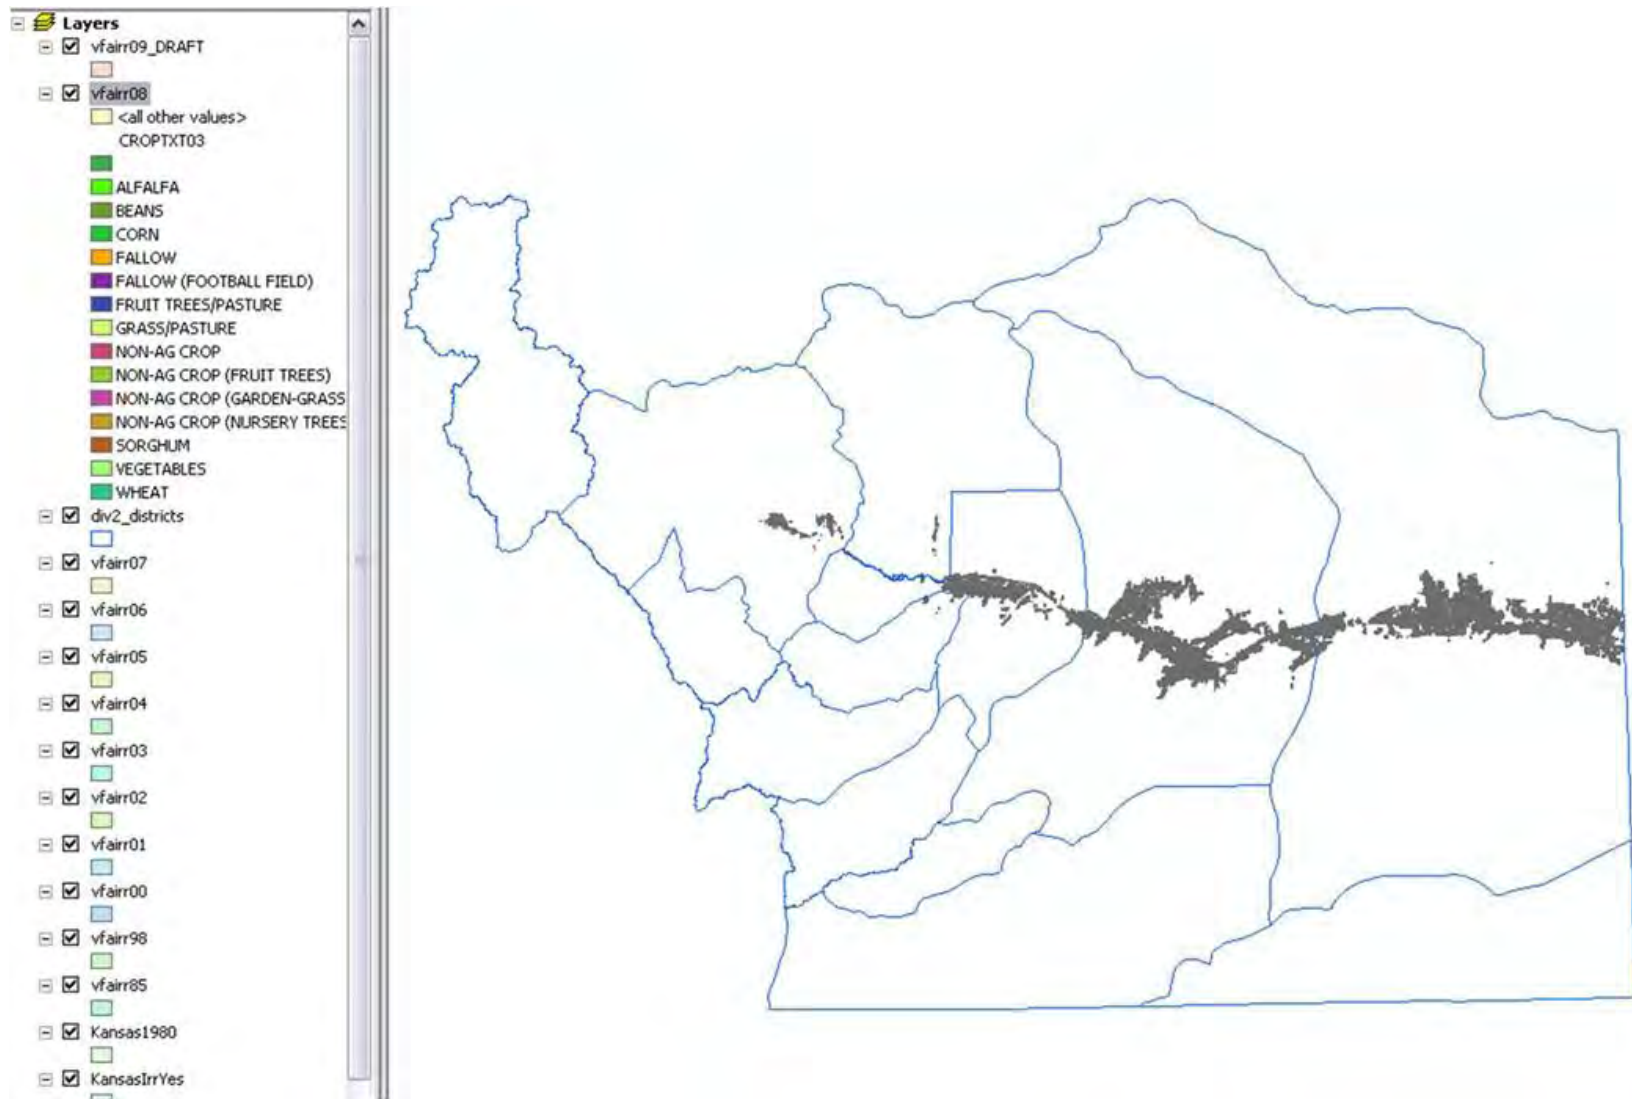 Layers
vfairr09_DRAFT
vfairr08
<all other values>
CROPTXT03
ALFALFA
BEANS
CORN
FALLOW
FALLOW (FOOTBALL FIELD)
FRUIT TREES/PASTURE
GRASS/PASTURE
NON-AG CROP
NON-AG CROP (FRUIT TREES)
NON-AG CROP (GARDEN-GRASS
NON-AG CROP (NURSERY TREES
SORGHUM
VEGETABLES
WHEAT
div2_districts
vfairr07
vfairr06
vfairr05
vfairr04
vfairr03
vfairr02
vfairr01
vfairr00
vfairr98
vfairr85
Kansas1980
KansasIrrYes